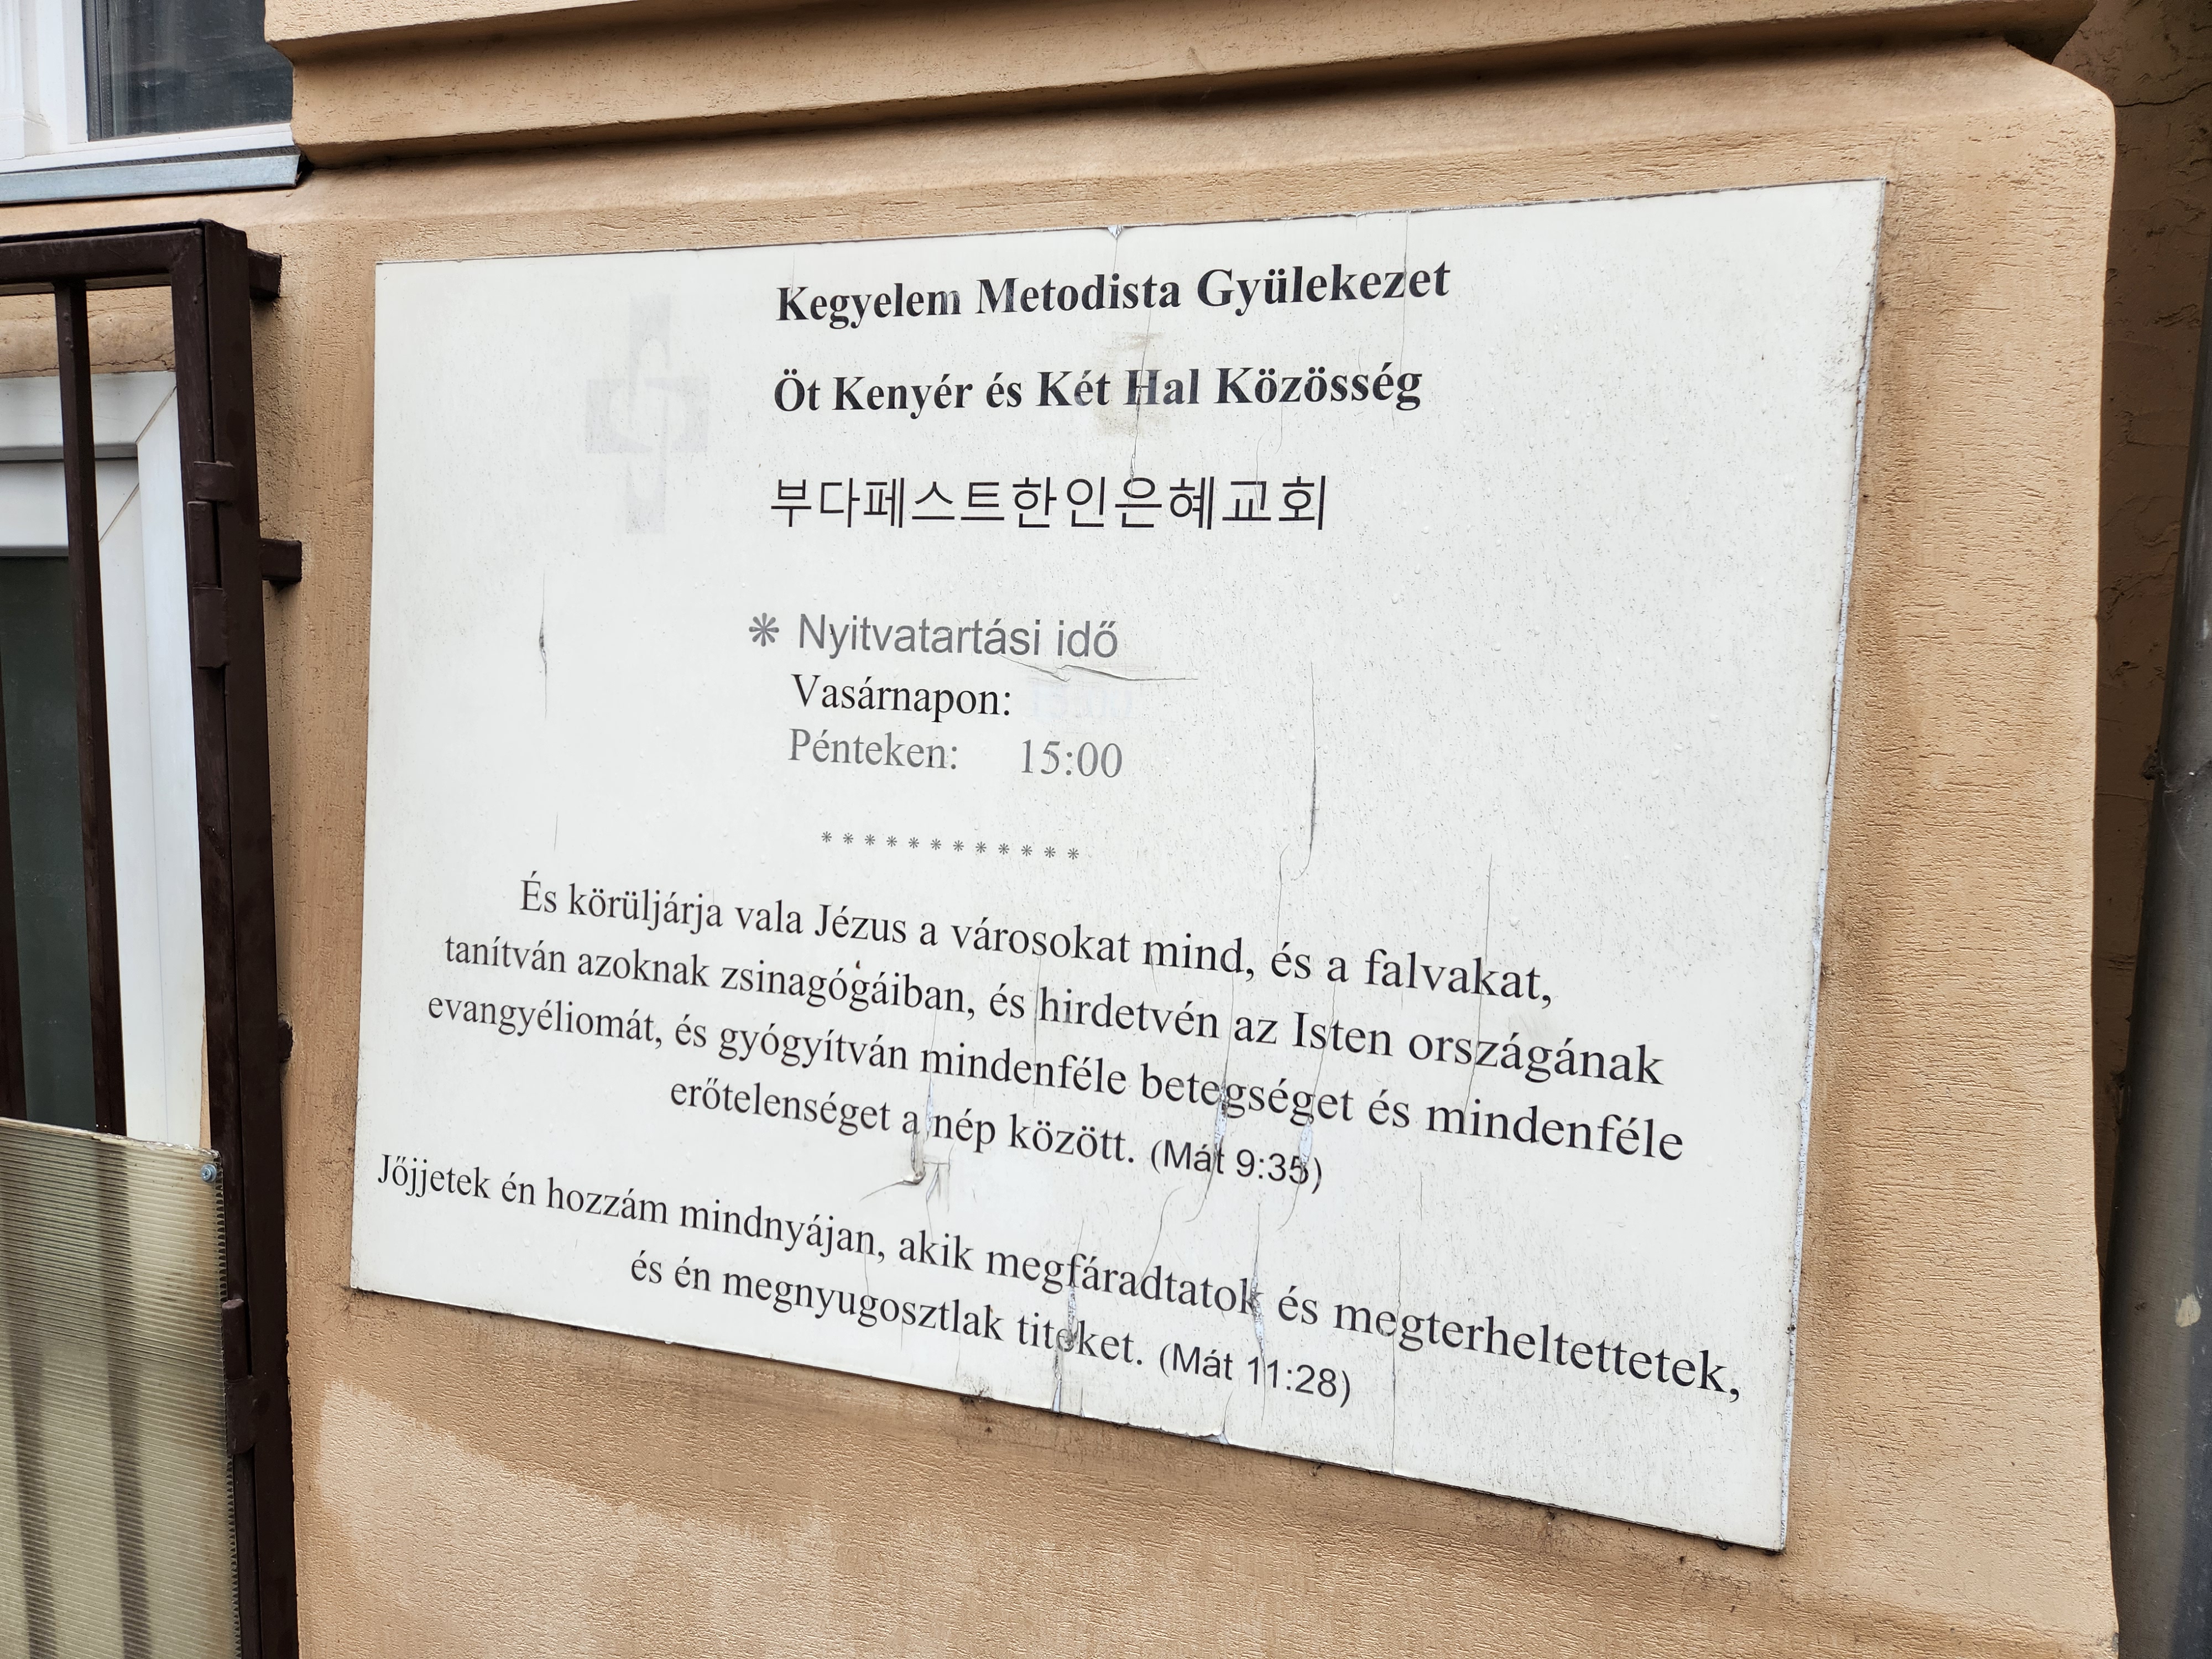 Kegyelem Metodista Gyülekezet
Öt Kenyér és Két Hal Közösség
부다페스트한인은혜교회
❋ Nyitvatartási idő
Vasárnapon:
Pénteken: 15:00
* * * * * * * * * * * *
És körüljárja vala Jézus a városokat mind, és a falvakat,
tanítván azoknak zsinagógáiban, és hirdetvén az Isten országának
evangyéliomát, és gyógyítván mindenféle betegséget és mindenféle
erőtelenséget a nép között. (Mát 9:35)
Jőjjetek én hozzám mindnyájan, akik megfáradtatok és megterheltettetek,
és én megnyugosztlak titeket. (Mát 11:28)